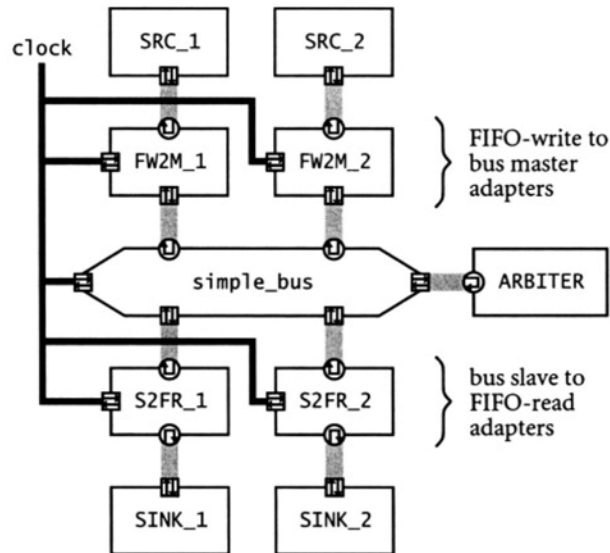 SRC_1
SRC_2
clock
FW2M_1
FW2M_2
FIFO-write to
bus master
adapters
simple_bus
ARBITER
S2FR_1
S2FR_2
bus slave to
FIFO-read
adapters
SINK_1
SINK_2